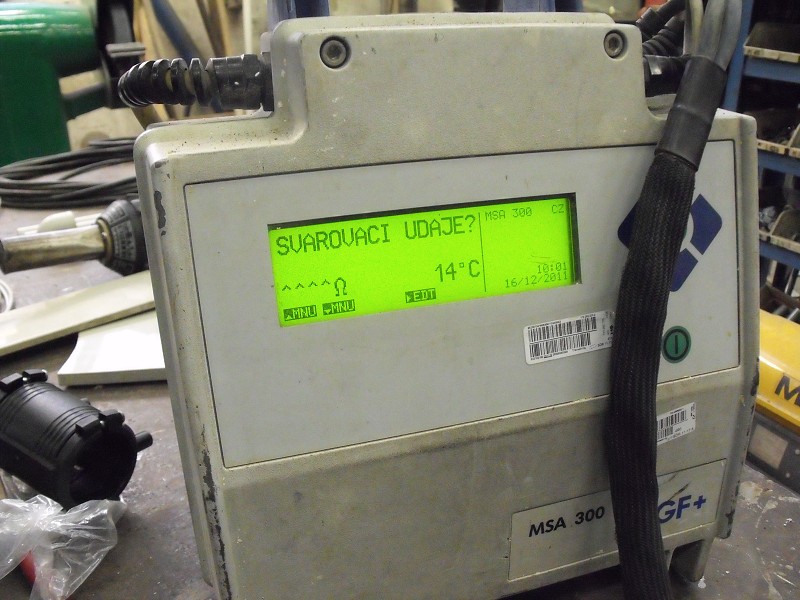 SVAROVACI UDAJE?
^^^^Ω
14°C
▲MNU ▼MNU
▶EDT
MSA 300 CZ
10:01
16/12/2011
MSA 300
GF+